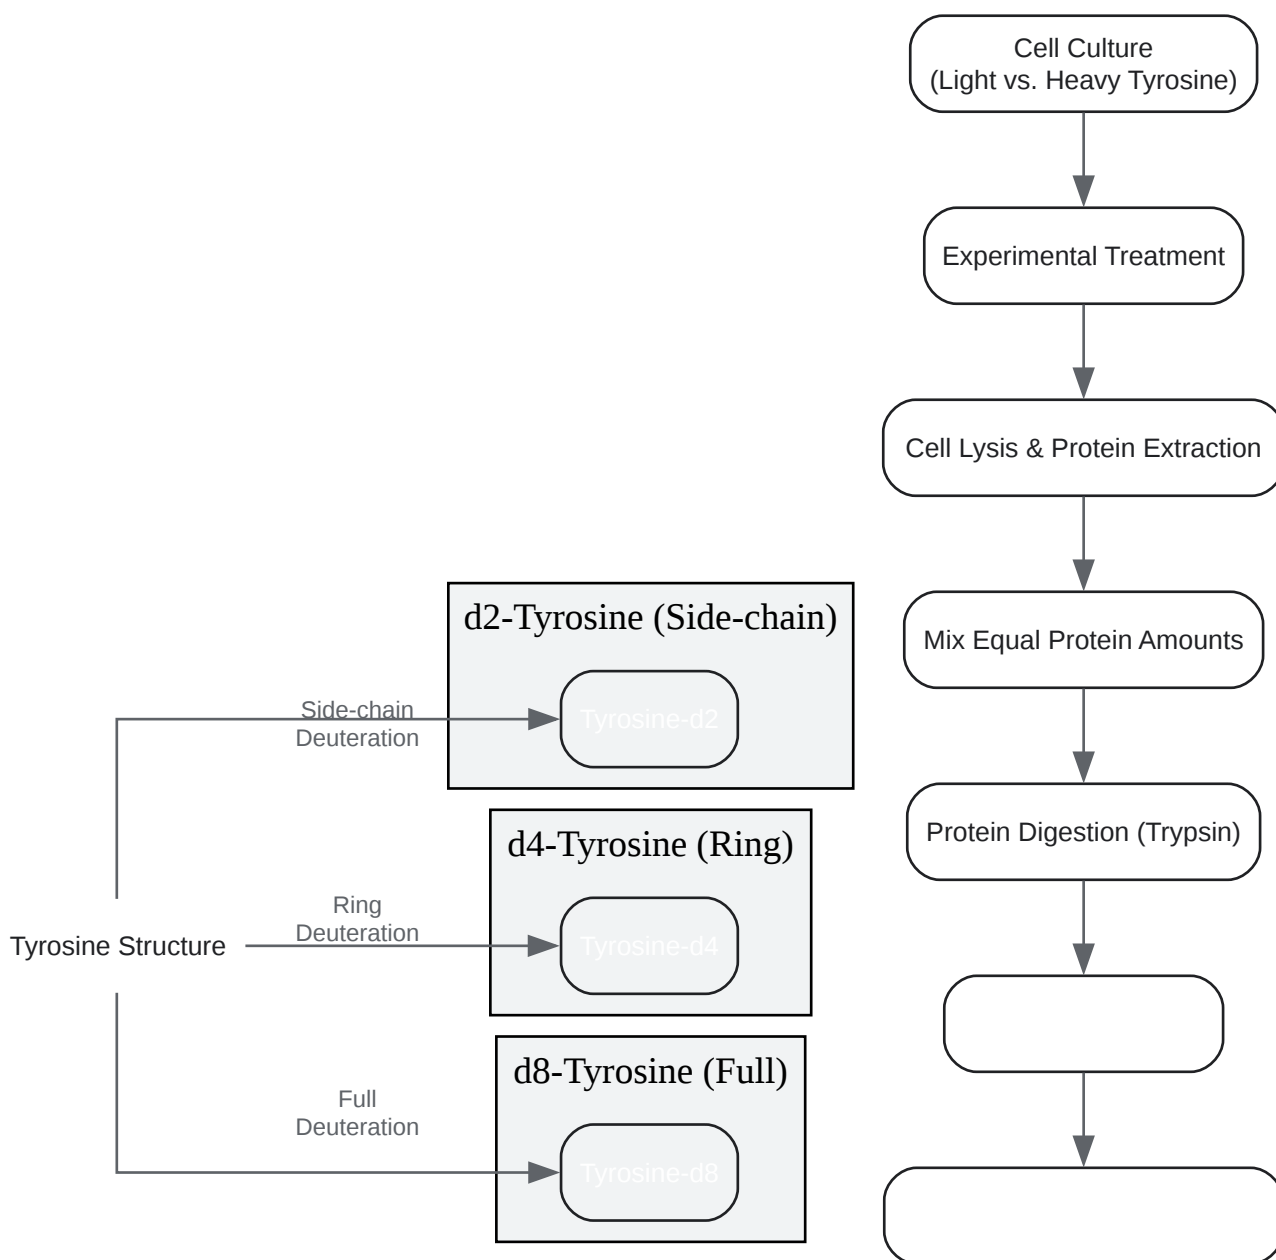 Cell Culture
(Light vs. Heavy Tyrosine)
Experimental Treatment
Cell Lysis & Protein Extraction
Mix Equal Protein Amounts
Protein Digestion (Trypsin)
d2-Tyrosine (Side-chain)
Side-chain
Deuteration
Tyrosine-d2
d4-Tyrosine (Ring)
Ring
Deuteration
Tyrosine-d4
Tyrosine Structure
d8-Tyrosine (Full)
Full
Deuteration
Tyrosine-d8